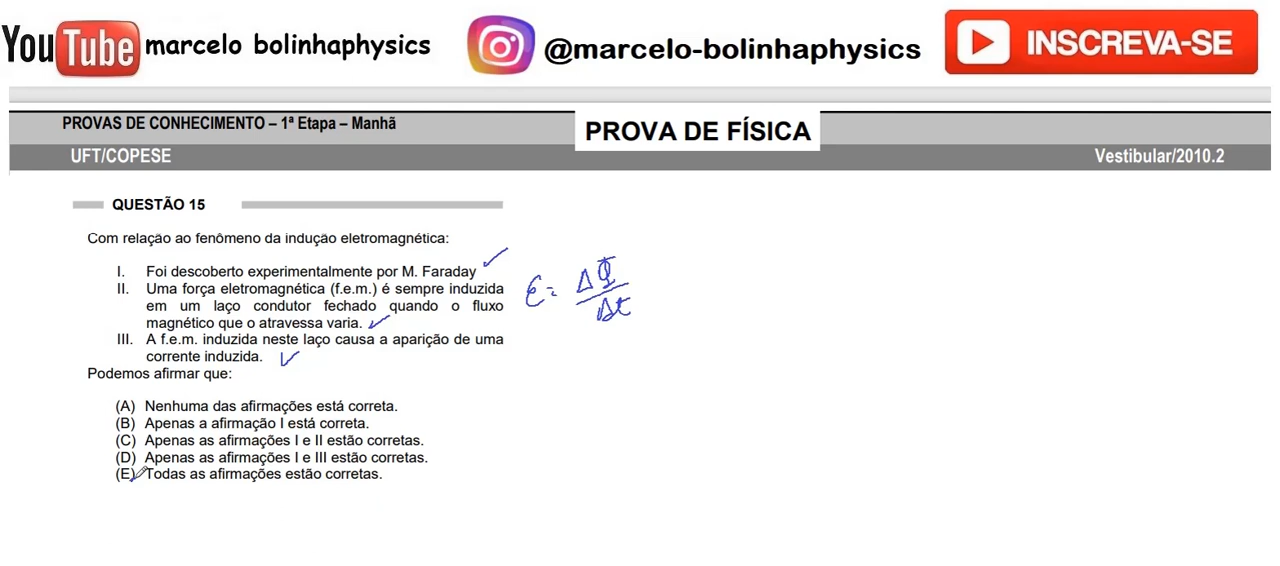 YouTube marcelo bolinhaphysics @marcelo-bolinhaphysics INSCREVA-SE
PROVAS DE CONHECIMENTO – 1ª Etapa – Manhã
PROVA DE FÍSICA
UFT/COPESE Vestibular/2010.2
QUESTÃO 15
Com relação ao fenômeno da indução eletromagnética:
I. Foi descoberto experimentalmente por M. Faraday
II. Uma força eletromagnética (f.e.m.) é sempre induzida
em um laço condutor fechado quando o fluxo
magnético que o atravessa varia.
III. A f.e.m. induzida neste laço causa a aparição de uma
corrente induzida.
Podemos afirmar que:
(A) Nenhuma das afirmações está correta.
(B) Apenas a afirmação I está correta.
(C) Apenas as afirmações I e II estão corretas.
(D) Apenas as afirmações I e III estão corretas.
(E) Todas as afirmações estão corretas.
ε = ΔΦ
Δt